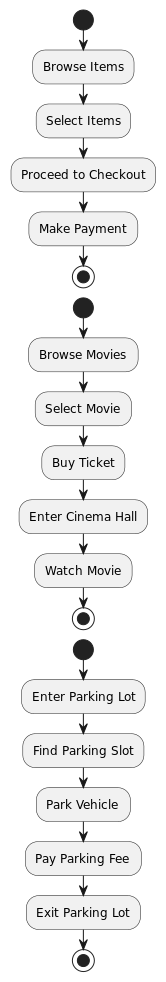 Browse Items
Select Items
Proceed to Checkout
Make Payment
Browse Movies
Select Movie
Buy Ticket
Enter Cinema Hall
Watch Movie
Enter Parking Lot
Find Parking Slot
Park Vehicle
Pay Parking Fee
Exit Parking Lot